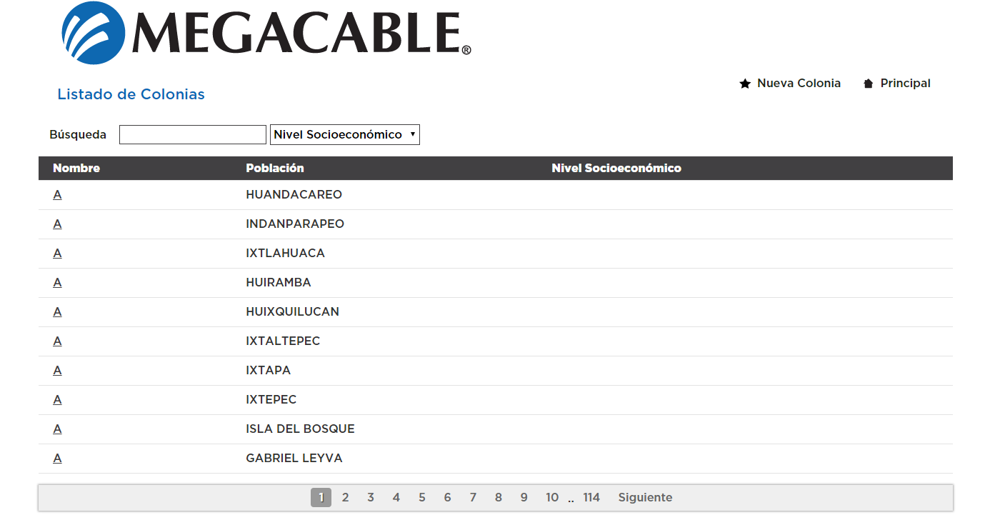 MEGACABLE®
Nueva Colonia Principal
Listado de Colonias
Búsqueda Nivel Socioeconómico
Nombre Población Nivel Socioeconómico
A HUANDACAREO
A INDANPARAPEO
A IXTLAHUACA
A HUIRAMBA
A HUIXQUILUCAN
A IXTALTEPEC
A IXTAPA
A IXTEPEC
A ISLA DEL BOSQUE
A GABRIEL LEYVA
1 2 3 4 5 6 7 8 9 10 .. 114 Siguiente